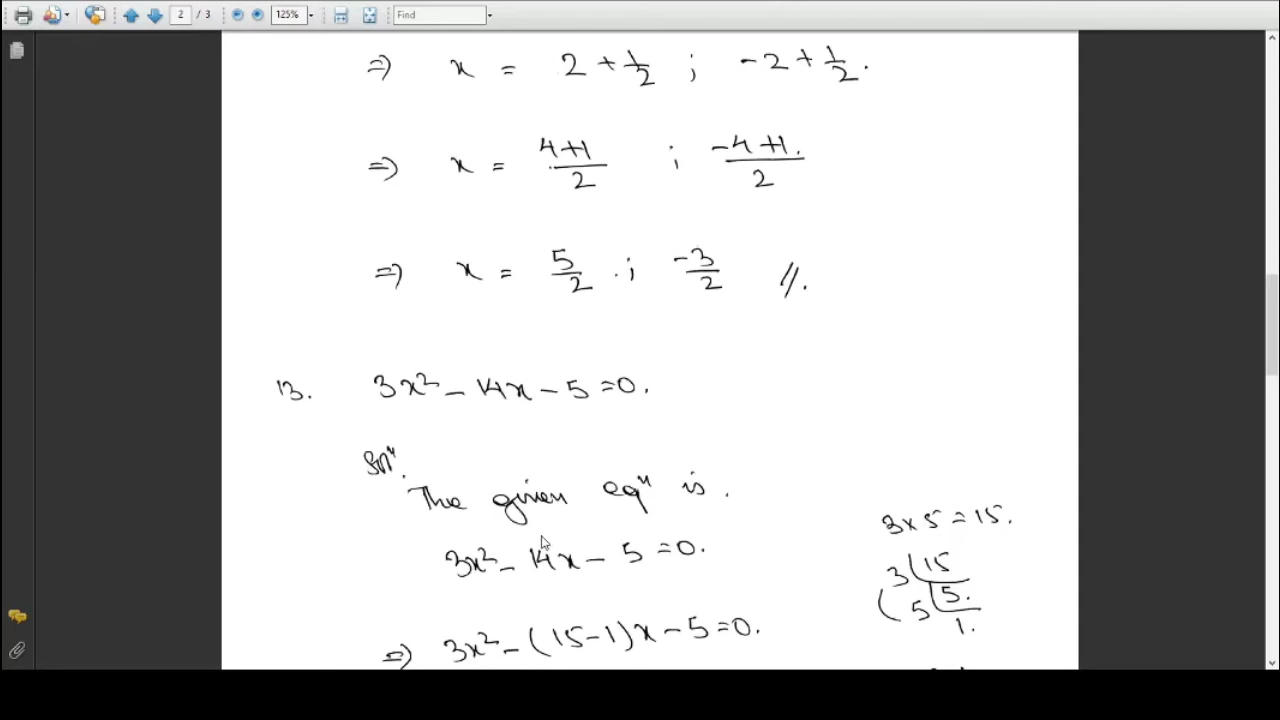 2 / 3 125% Find
⇒ x = 2 + 1/2 ; -2 + 1/2.
⇒ x = 4+1/2 ; -4+1./2
⇒ x = 5/2 . ; -3/2 //.
13. 3x² - 14x - 5 = 0.
Solⁿ.
The given eqⁿ is.
3x² - 14x - 5 = 0.
⇒ 3x² - (15-1)x - 5 = 0.
3 x 5 = 15.
3 | 15
5 | 5.
1.